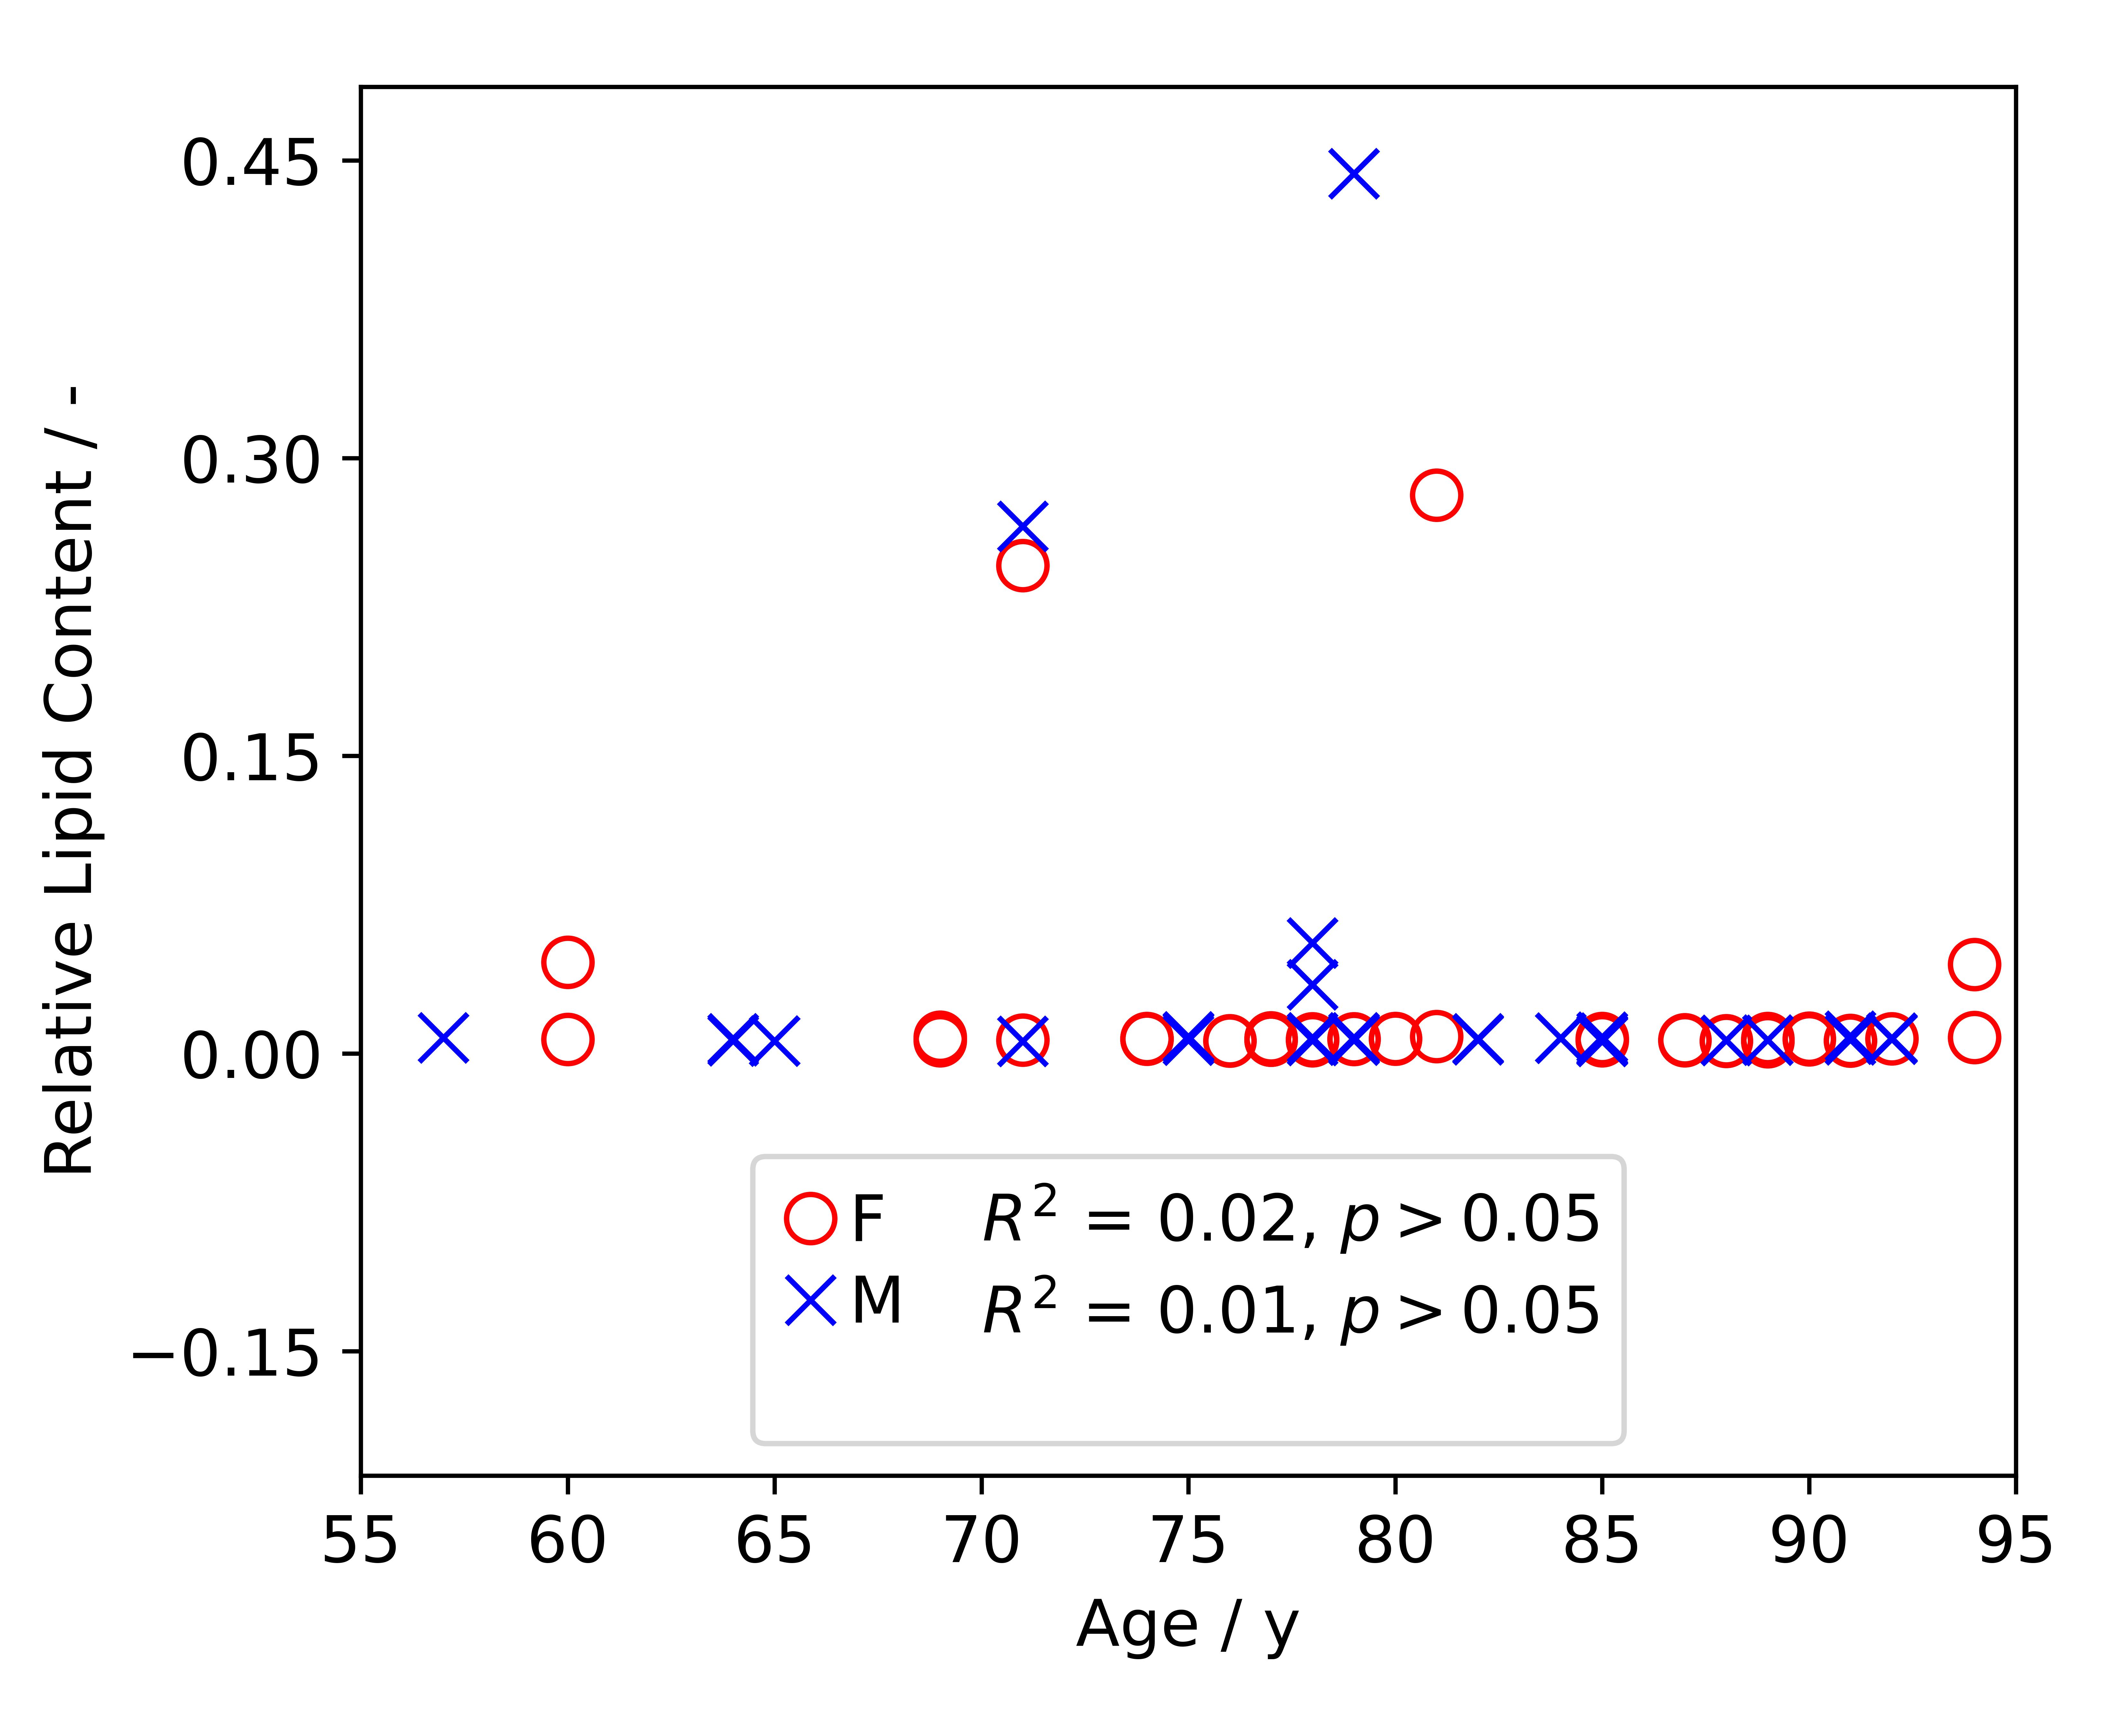 0.45
0.30
0.15
0.00
−0.15
Relative Lipid Content / -
F R² = 0.02, p > 0.05
M R² = 0.01, p > 0.05
55 60 65 70 75 80 85 90 95
Age / y